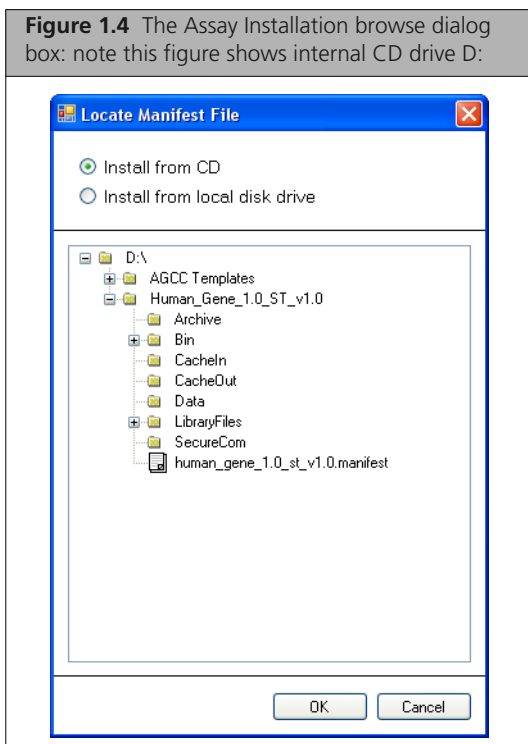 Figure 1.4 The Assay Installation browse dialog
box: note this figure shows internal CD drive D:
Locate Manifest File
Install from CD
Install from local disk drive
D:\
AGCC Templates
Human_Gene_1.0_ST_v1.0
Archive
Bin
CacheIn
CacheOut
Data
LibraryFiles
SecureCom
human_gene_1.0_st_v1.0.manifest
OK Cancel